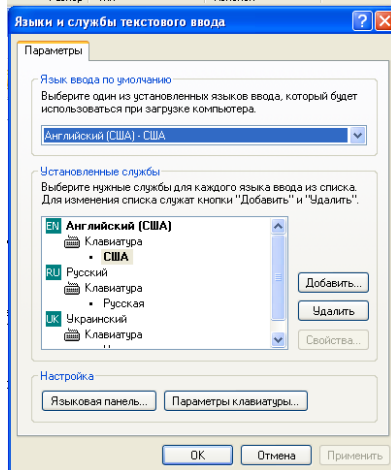 Языки и службы текстового ввода
Параметры
Язык ввода по умолчанию
Выберите один из установленных языков ввода, который будет
использоваться при загрузке компьютера.
Английский (США) - США
Установленные службы
Выберите нужные службы для каждого языка ввода из списка.
Для изменения списка служат кнопки "Добавить" и "Удалить".
EN Английский (США)
Клавиатура
• США
RU Русский
Клавиатура
• Русская
UK Украинский
Клавиатура
Добавить...
Удалить
Свойства...
Настройка
Языковая панель...
Параметры клавиатуры...
OK
Отмена
Применить